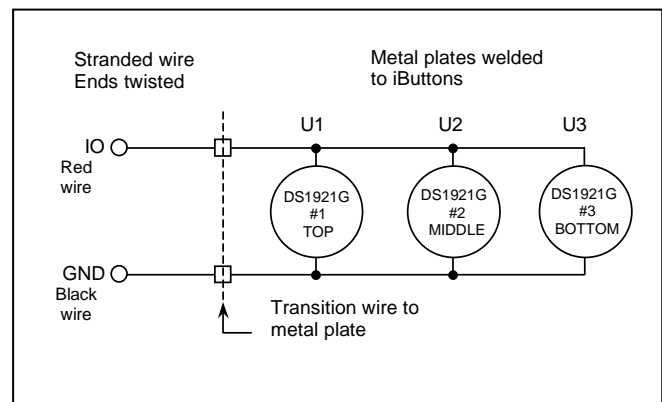 Stranded wire
Ends twisted
Metal plates welded
to iButtons
U1
U2
U3
IO
Red
wire
DS1921G
#1
TOP
DS1921G
#2
MIDDLE
DS1921G
#3
BOTTOM
GND
Black
wire
Transition wire to
metal plate